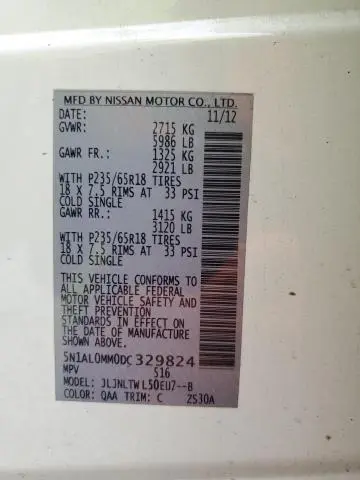 MFD BY NISSAN MOTOR CO., LTD.
DATE: 11/12
GVWR: 2715 KG
5986 LB
GAWR FR.: 1325 KG
2921 LB
WITH P235/65R18 TIRES
18 X 7.5 RIMS AT 33 PSI
COLD SINGLE
GAWR RR.: 1415 KG
3120 LB
WITH P235/65R18 TIRES
18 X 7.5 RIMS AT 33 PSI
COLD SINGLE
THIS VEHICLE CONFORMS TO
ALL APPLICABLE FEDERAL
MOTOR VEHICLE SAFETY AND
THEFT PREVENTION
STANDARDS IN EFFECT ON
THE DATE OF MANUFACTURE
SHOWN ABOVE.
5N1AL0MM0DC329824
MPV 516
MODEL: JLJNLTWL50EU7--B
COLOR: QAA TRIM: C ZS30A